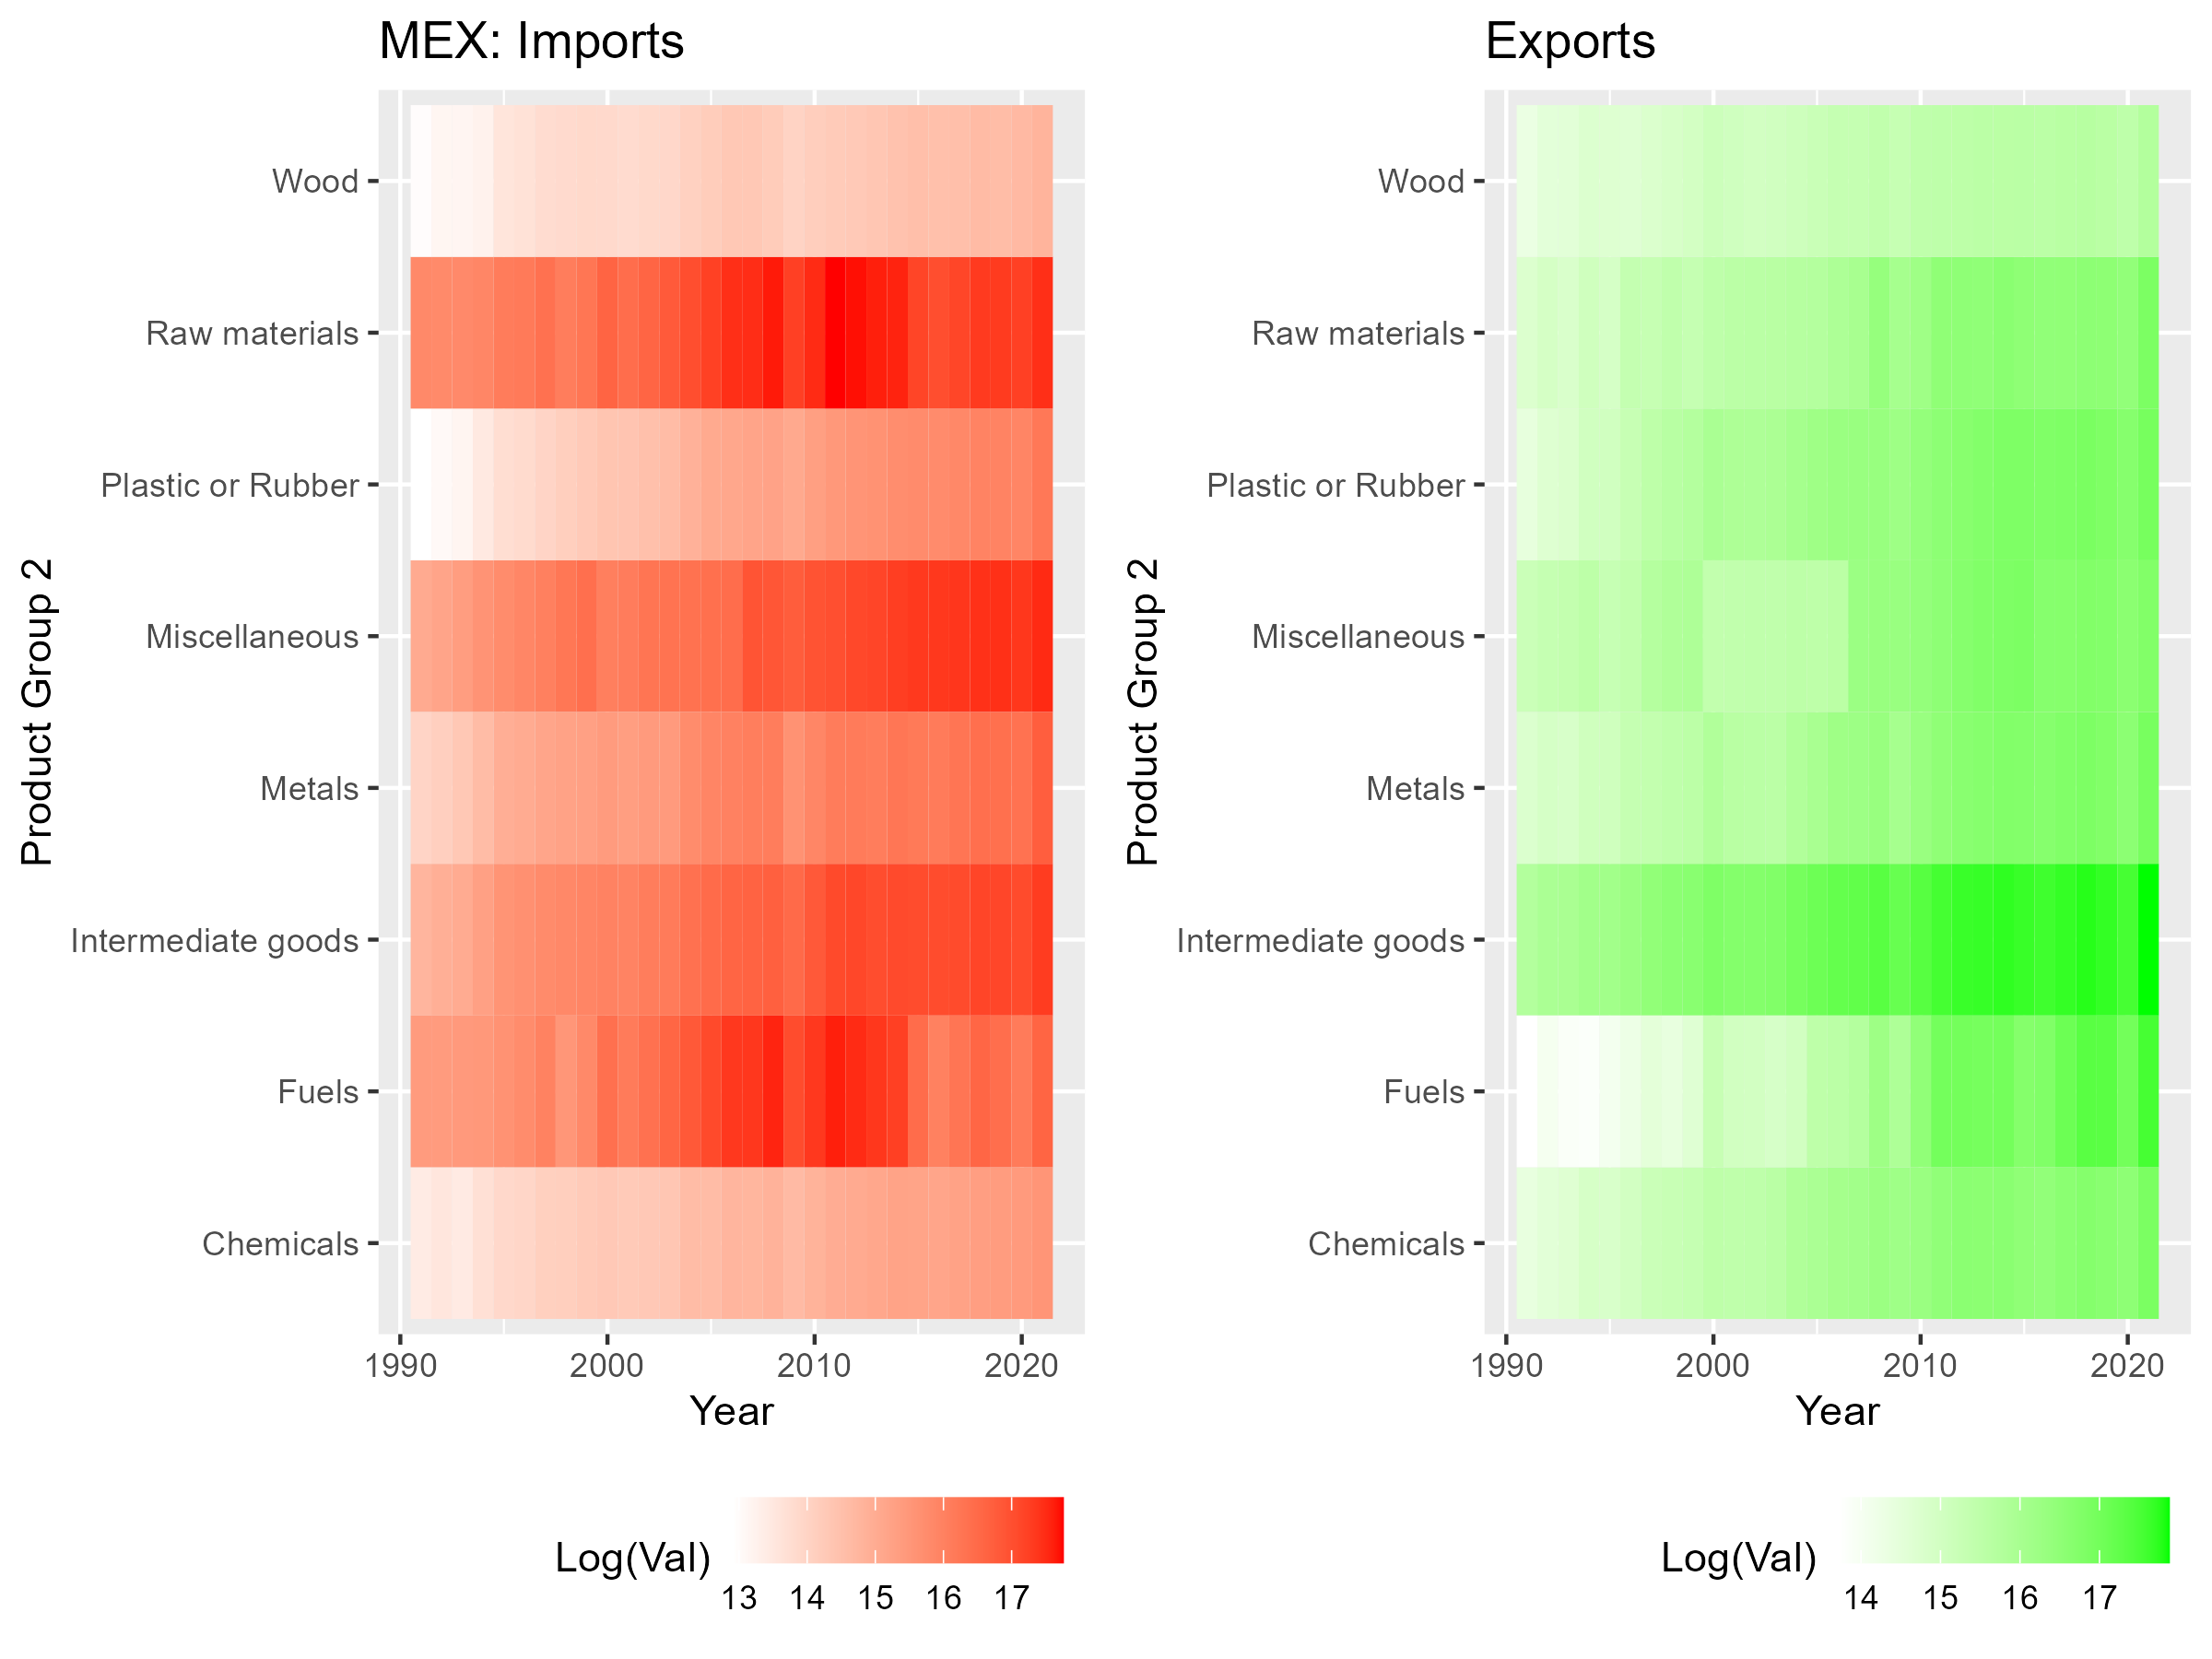 MEX: Imports
Product Group 2
Wood
Raw materials
Plastic or Rubber
Miscellaneous
Metals
Intermediate goods
Fuels
Chemicals
1990 2000 2010 2020
Year
Log(Val)
13 14 15 16 17
Exports
Product Group 2
Wood
Raw materials
Plastic or Rubber
Miscellaneous
Metals
Intermediate goods
Fuels
Chemicals
1990 2000 2010 2020
Year
Log(Val)
14 15 16 17